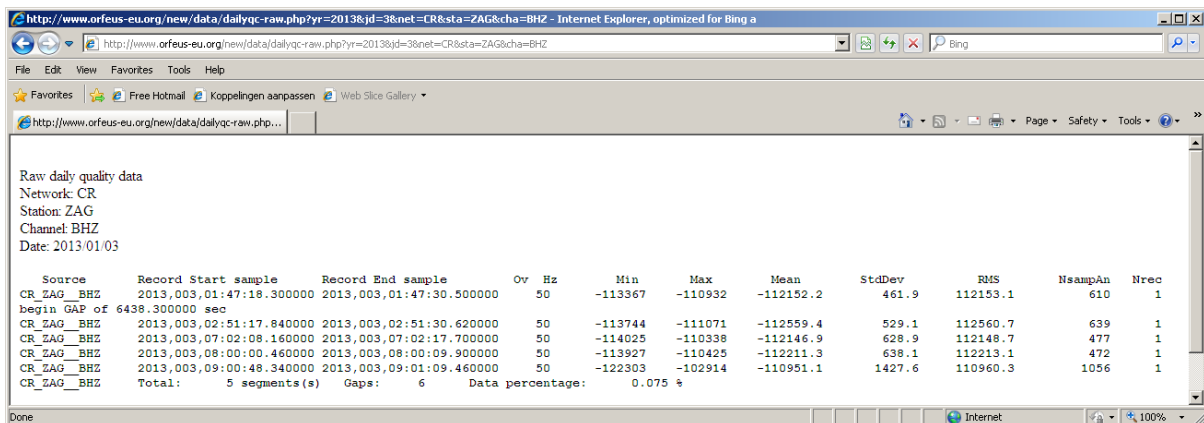 http://www.orfeus-eu.org/new/data/dailyqc-raw.php?yr=2013&jd=3&net=CR&sta=ZAG&cha=BHZ - Internet Explorer, optimized for Bing a
http://www.orfeus-eu.org/new/data/dailyqc-raw.php?yr=2013&jd=3&net=CR&sta=ZAG&cha=BHZ Bing
File Edit View Favorites Tools Help
Favorites Free Hotmail Koppelingen aanpassen Web Slice Gallery
http://www.orfeus-eu.org/new/data/dailyqc-raw.php... Page Safety Tools
Raw daily quality data
Network: CR
Station: ZAG
Channel: BHZ
Date: 2013/01/03
Source Record Start sample Record End sample Ov Hz Min Max Mean StdDev RMS NsampAn Nrec
CR_ZAG__BHZ 2013,003,01:47:18.300000 2013,003,01:47:30.500000 50 -113367 -110932 -112152.2 461.9 112153.1 610 1
begin GAP of 6438.300000 sec
CR_ZAG__BHZ 2013,003,02:51:17.840000 2013,003,02:51:30.620000 50 -113744 -111071 -112559.4 529.1 112560.7 639 1
CR_ZAG__BHZ 2013,003,07:02:08.160000 2013,003,07:02:17.700000 50 -114025 -110338 -112146.9 628.9 112148.7 477 1
CR_ZAG__BHZ 2013,003,08:00:00.460000 2013,003,08:00:09.900000 50 -113927 -110425 -112211.3 638.1 112213.1 472 1
CR_ZAG__BHZ 2013,003,09:00:48.340000 2013,003,09:01:09.460000 50 -122303 -102914 -110951.1 1427.6 110960.3 1056 1
CR_ZAG__BHZ Total: 5 segments(s) Gaps: 6 Data percentage: 0.075 %
Done Internet 100%